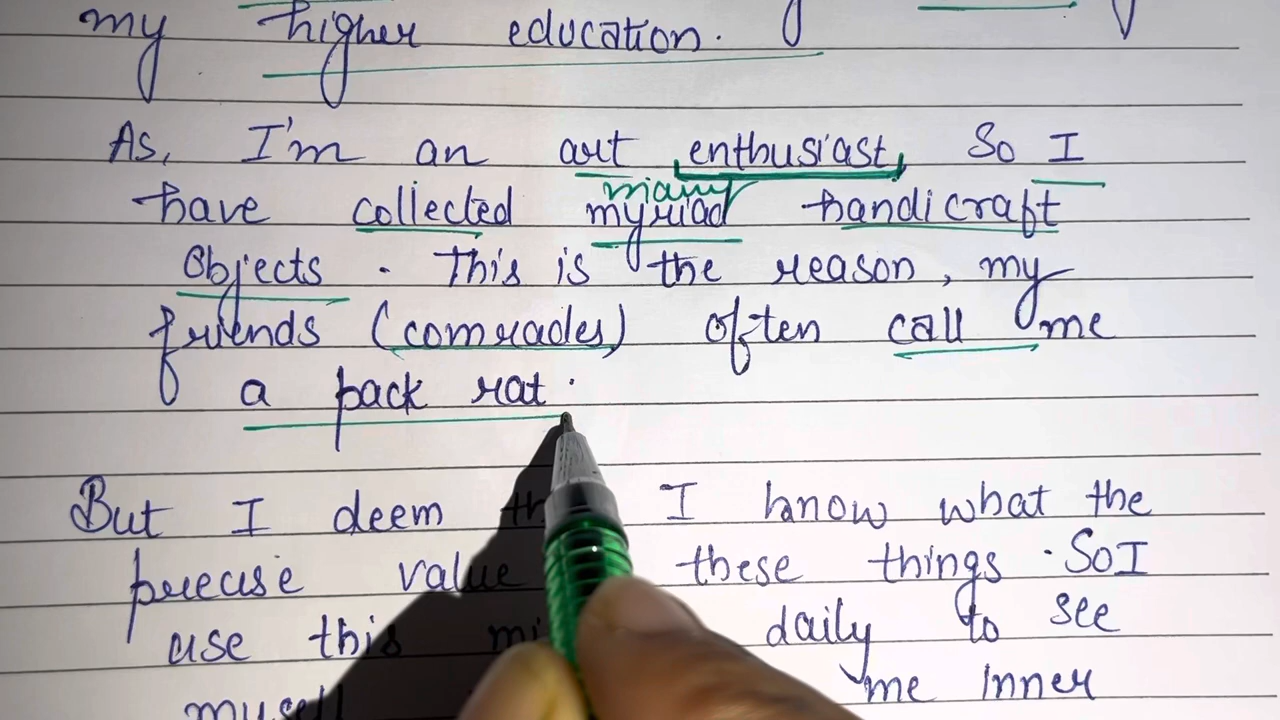 my higher education.
As, I'm an art enthusiast, So I
many
have collected myriad handicraft
Objects. This is the reason, my
friends (comrades) often call me
a pack rat.
But I deem I know what the
precise value these things. So I
use this daily to see
myself me inner